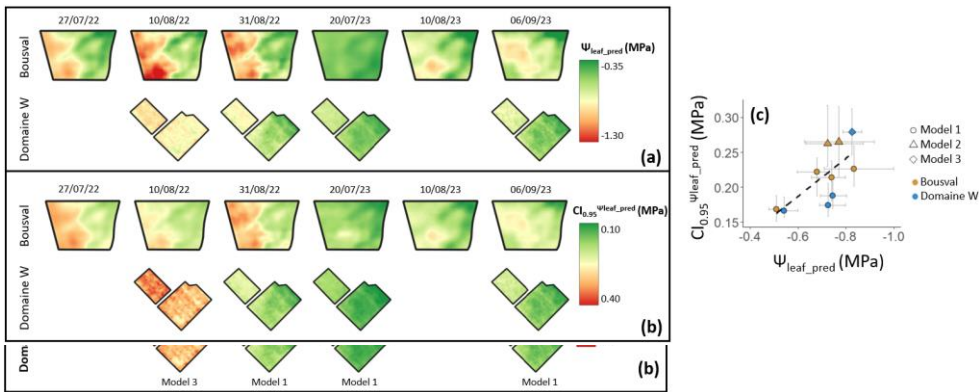 27/07/22 10/08/22 31/08/22 20/07/23 10/08/23 06/09/23
Bousval
Ψleaf_pred (MPa)
-0.35
-1.30
Domaine W
(a)
27/07/22 10/08/22 31/08/22 20/07/23 10/08/23 06/09/23
Bousval
CI0.95 Ψleaf_pred (MPa)
0.10
0.40
Domaine W
(b)
(b)
Model 3 Model 1 Model 1 Model 1
(c)
CI0.95 Ψleaf_pred (MPa)
0.30
0.25
0.20
0.15
-0.4 -0.6 -0.8 -1.0
Ψleaf_pred (MPa)
Model 1
Model 2
Model 3
Bousval
Domaine W